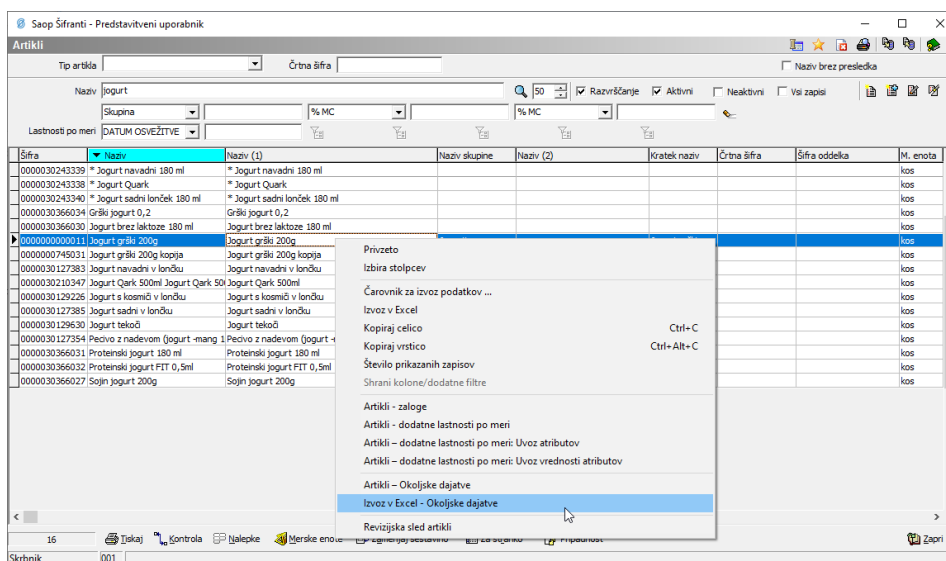 Saop Šifranti - Predstavitveni uporabnik
Artikli
Tip artikla Črtna šifra Naziv brez presledka
Naziv jogurt 50 Razvrščanje Aktivni Neaktivni Vsi zapisi
Skupina % MC % MC
Lastnosti po meri DATUM OSVEŽITVE
Šifra Naziv Naziv (1) Naziv skupine Naziv (2) Kratek naziv Črtna šifra Šifra oddelka M. enota
0000030243339 * Jogurt navadni 180 ml * Jogurt navadni 180 ml kos
0000030243338 * Jogurt Quark * Jogurt Quark kos
0000030243340 * Jogurt sadni lonček 180 ml * Jogurt sadni lonček 180 ml kos
0000030366034 Grški jogurt 0,2 Grški jogurt 0,2 kos
0000030366030 Jogurt brez laktoze 180 ml Jogurt brez laktoze 180 ml kos
0000000000011 Jogurt grški 200g Jogurt grški 200g kos
0000000745031 Jogurt grški 200g kopija Jogurt grški 200g kopija kos
0000030127383 Jogurt navadni v lončku Jogurt navadni v lončku kos
0000030210347 Jogurt Qark 500ml Jogurt Qark 50 Jogurt Qark 500ml kos
0000030129226 Jogurt s kosmiči v lončku Jogurt s kosmiči v lončku kos
0000030127385 Jogurt sadni v lončku Jogurt sadni v lončku kos
0000030129630 Jogurt tekoči Jogurt tekoči kos
0000030127354 Pecivo z nadevom (jogurt -mang 1 Pecivo z nadevom (jogurt - kos
0000030366031 Proteinski jogurt 180 ml Proteinski jogurt 180 ml kos
0000030366032 Proteinski jogurt FIT 0,5ml Proteinski jogurt FIT 0,5ml kos
0000030366027 Sojin jogurt 200g Sojin jogurt 200g kos
Privzeto
Izbira stolpcev
Čarovnik za izvoz podatkov ...
Izvoz v Excel
Kopiraj celico Ctrl+C
Kopiraj vrstico Ctrl+Alt+C
Število prikazanih zapisov
Shrani kolone/dodatne filtre
Artikli - zaloge
Artikli - dodatne lastnosti po meri
Artikli – dodatne lastnosti po meri: Uvoz atributov
Artikli – dodatne lastnosti po meri: Uvoz vrednosti atributov
Artikli – Okoljske dajatve
Izvoz v Excel - Okoljske dajatve
Revizijska sled artikli
16 Tiskaj Kontrola Nalepke Merske enote Zamenjaj sestavino Za stranko Pripadnost Zapri
Skrbnik 001